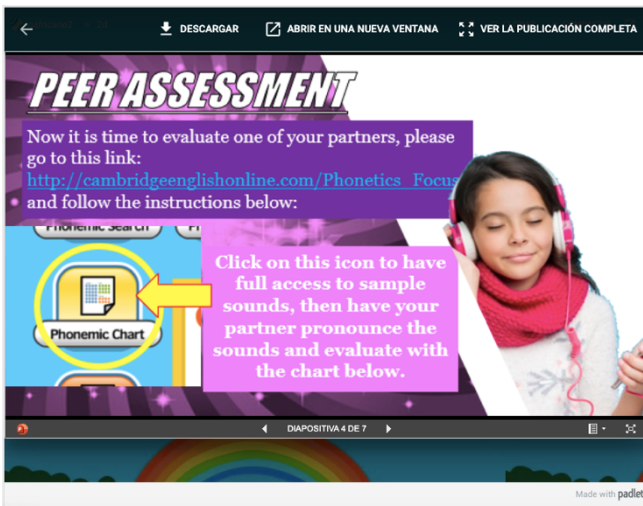 DESCARGAR ABRIR EN UNA NUEVA VENTANA VER LA PUBLICACIÓN COMPLETA
PEER ASSESSMENT
Now it is time to evaluate one of your partners, please
go to this link:
http://cambridgeenglishonline.com/Phonetics_Focus
and follow the instructions below:
Phonemic Search
Phonemic Chart
Click on this icon to have
full access to sample
sounds, then have your
partner pronounce the
sounds and evaluate with
the chart below.
DIAPOSITIVA 4 DE 7
Made with padlet